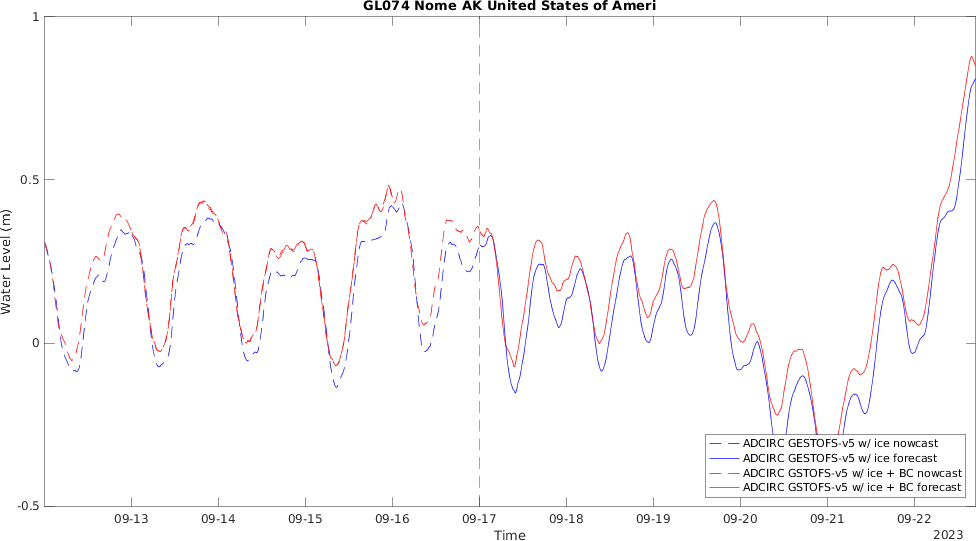 GL074 Nome AK United States of Ameri
Water Level (m)
1
0.5
0
-0.5
ADCIRC GESTOFS-v5 w/ ice nowcast
ADCIRC GESTOFS-v5 w/ ice forecast
ADCIRC GSTOFS-v5 w/ ice + BC nowcast
ADCIRC GSTOFS-v5 w/ ice + BC forecast
09-13 09-14 09-15 09-16 09-17 09-18 09-19 09-20 09-21 09-22
Time
2023